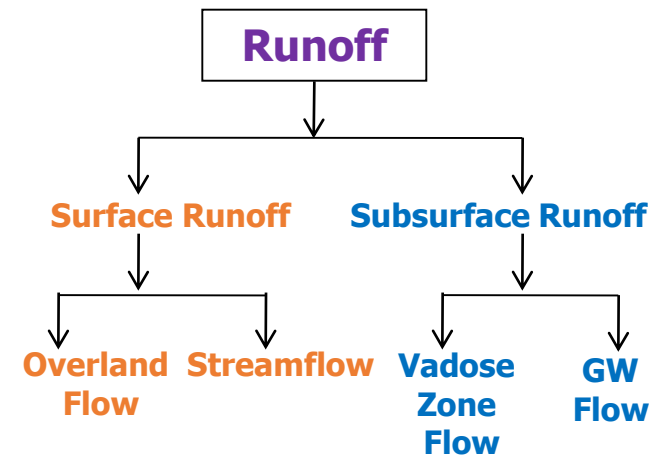 Runoff
Surface Runoff
Subsurface Runoff
Overland
Flow
Streamflow
Vadose
Zone
Flow
GW
Flow